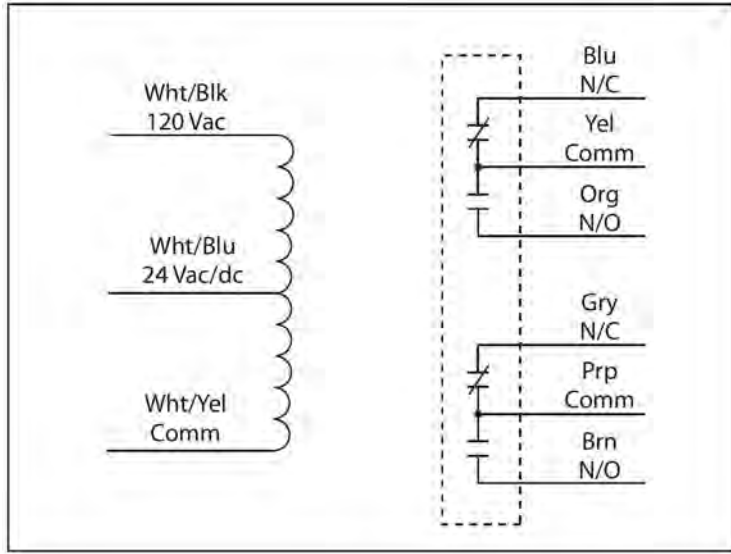 Wht/Blk
120 Vac
Wht/Blu
24 Vac/dc
Wht/Yel
Comm
Blu
N/C
Yel
Comm
Org
N/O
Gry
N/C
Prp
Comm
Brn
N/O